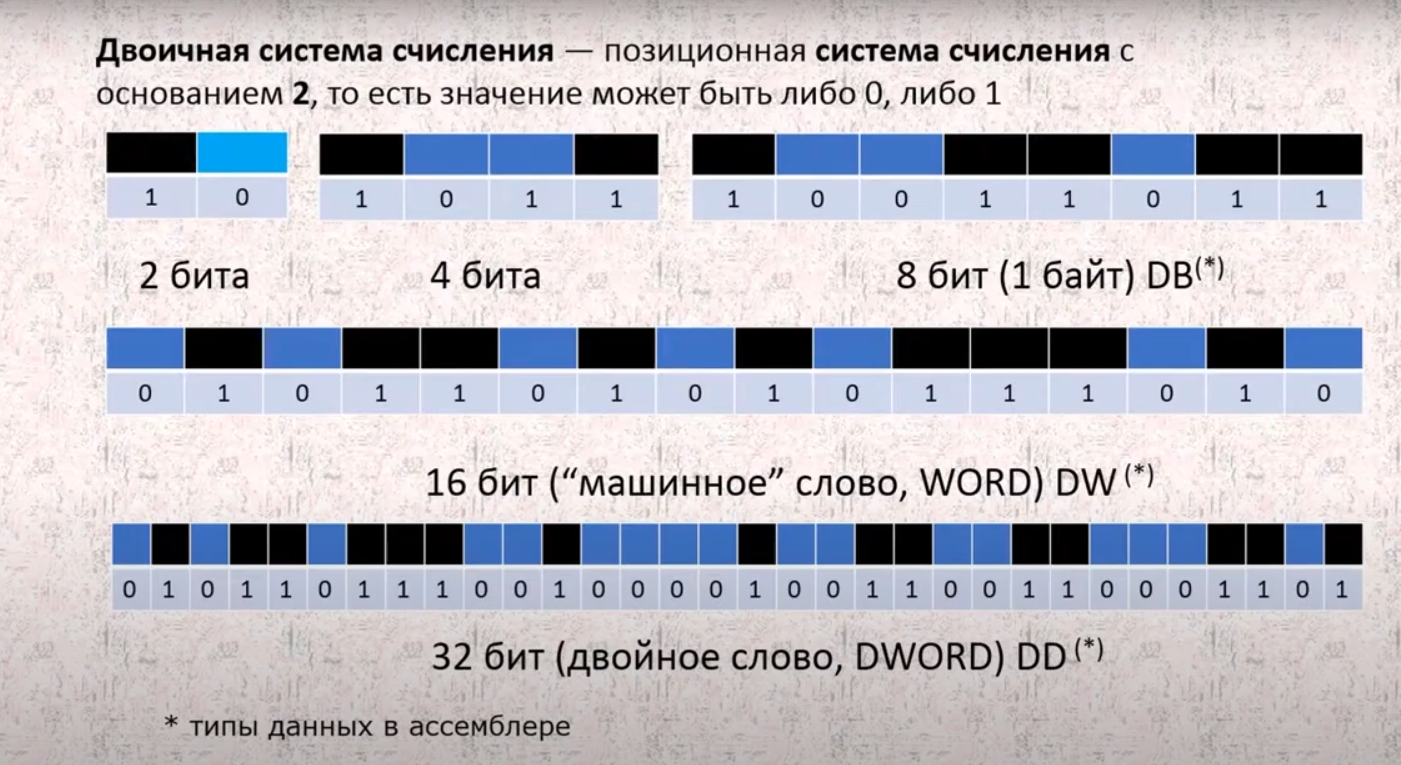 Двоичная система счисления — позиционная система счисления с
основанием 2, то есть значение может быть либо 0, либо 1
1 0 1 0 1 1 1 0 0 1 1 0 1 1
2 бита 4 бита 8 бит (1 байт) DB(*)
0 1 0 1 1 0 1 0 1 0 1 1 1 0 1 0
16 бит (“машинное” слово, WORD) DW (*)
0 1 0 1 1 0 1 1 1 0 0 1 0 0 0 0 1 0 0 1 1 0 0 1 1 0 0 0 1 1 0 1
32 бит (двойное слово, DWORD) DD (*)
* типы данных в ассемблере